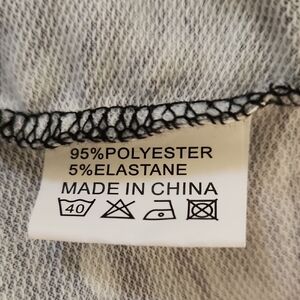 95%POLYESTER
5%ELASTANE
MADE IN CHINA
40